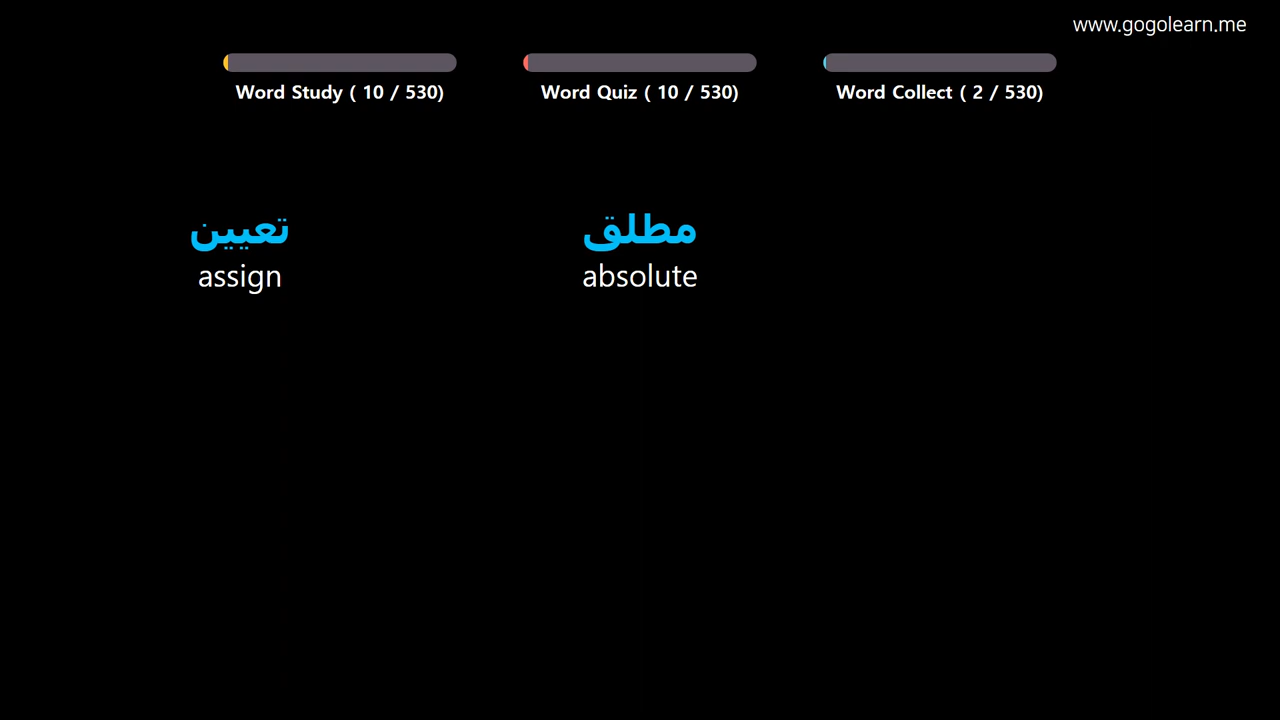 www.gogolearn.me
Word Study ( 10 / 530)
Word Quiz ( 10 / 530)
Word Collect ( 2 / 530)
تعيين
assign
مطلق
absolute